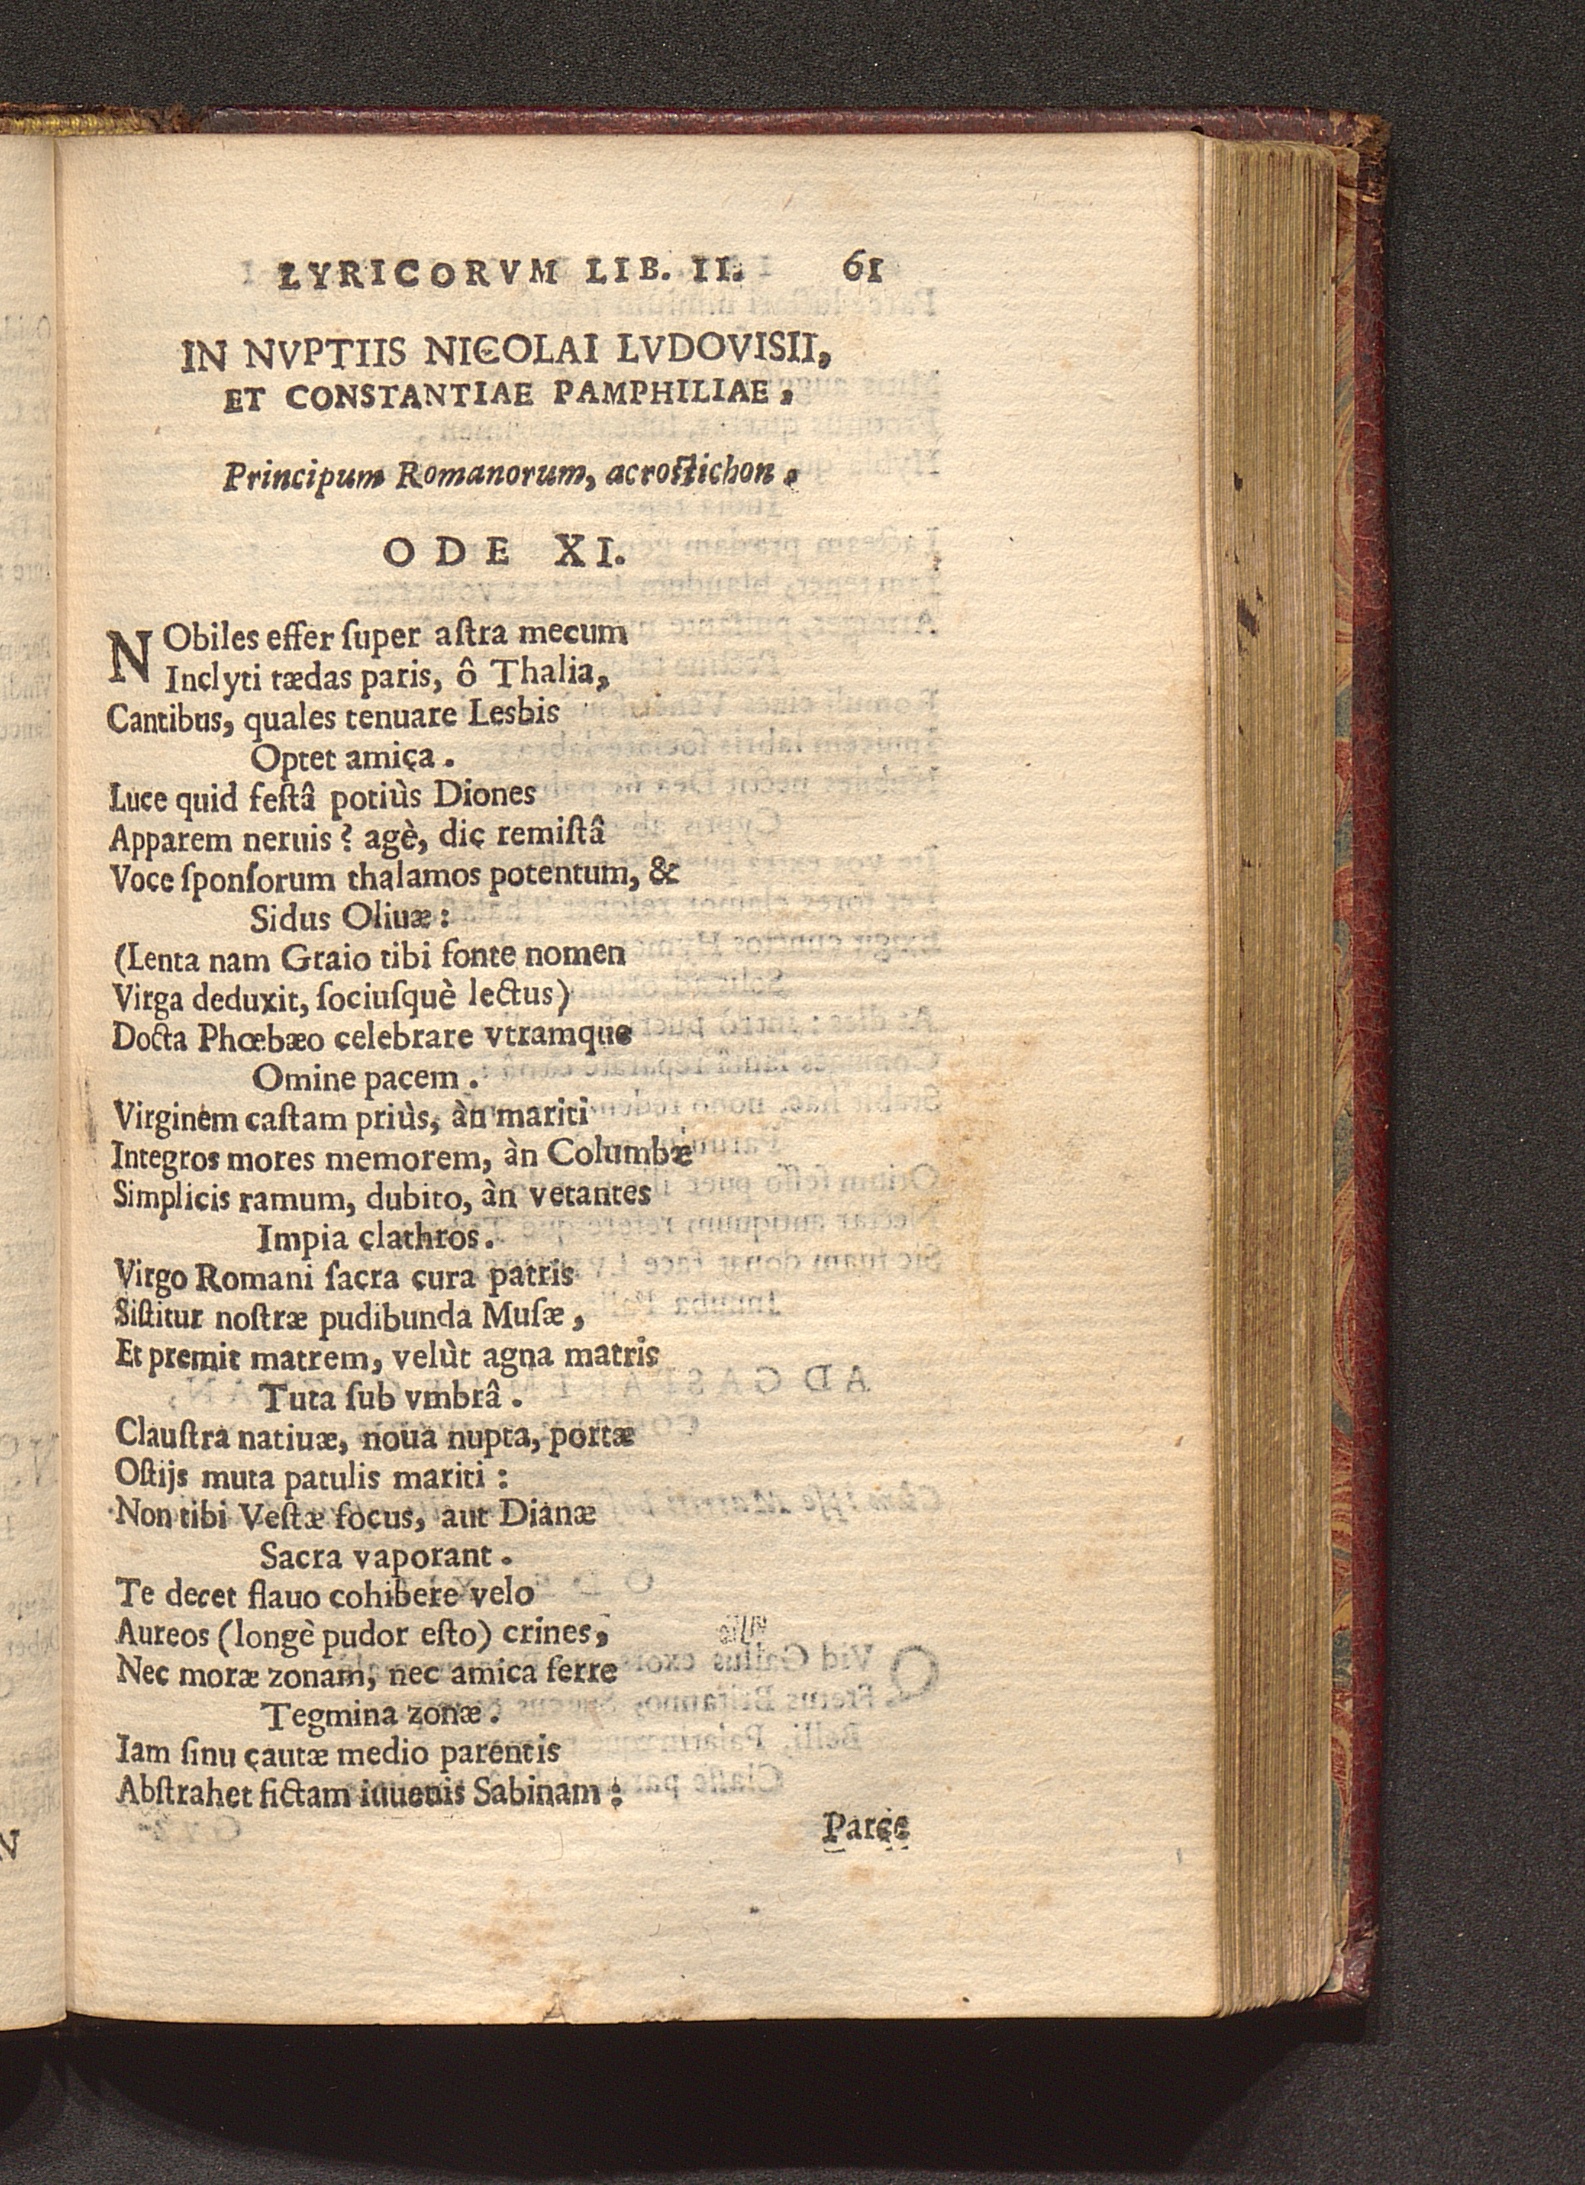 LYRICORVM LIB. II. 61
IN NVPTIIS NICOLAI LVDOVISII,
ET CONSTANTIAE PAMPHILIAE,
Principum Romanorum, acrostichon.
ODE XI.
NObiles effer ſuper aſtra mecum
Inclyti tædas paris, ô Thalia,
Cantibus, quales tenuare Lesbis
Optet amica.
Luce quid feſtâ potiùs Diones
Apparem neruis? agè, dic remiſtâ
Voce ſponſorum thalamos potentum, &
Sidus Oliuæ:
(Lenta nam Graio tibi fonte nomen
Virga deduxit, ſociuſquè lectus)
Docta Phœbæo celebrare vtramque
Omine pacem.
Virginem caſtam priùs, àn mariti
Integros mores memorem, àn Columbæ
Simplicis ramum, dubito, àn vetantes
Impia clathros.
Virgo Romani ſacra cura patris
Siſtitur noſtræ pudibunda Muſæ,
Et premit matrem, velùt agna matris
Tuta ſub vmbrâ.
Clauſtra natiuæ, noua nupta, portæ
Oſtijs muta patulis mariti:
Non tibi Veſtæ focus, aut Dianæ
Sacra vaporant.
Te decet flauo cohibere velo
Aureos (longè pudor eſto) crines,
Nec moræ zonam, nec amica ferre
Tegmina zonæ.
Iam ſinu cautæ medio parentis
Abſtrahet fictam iuuenis Sabinam:
Parce